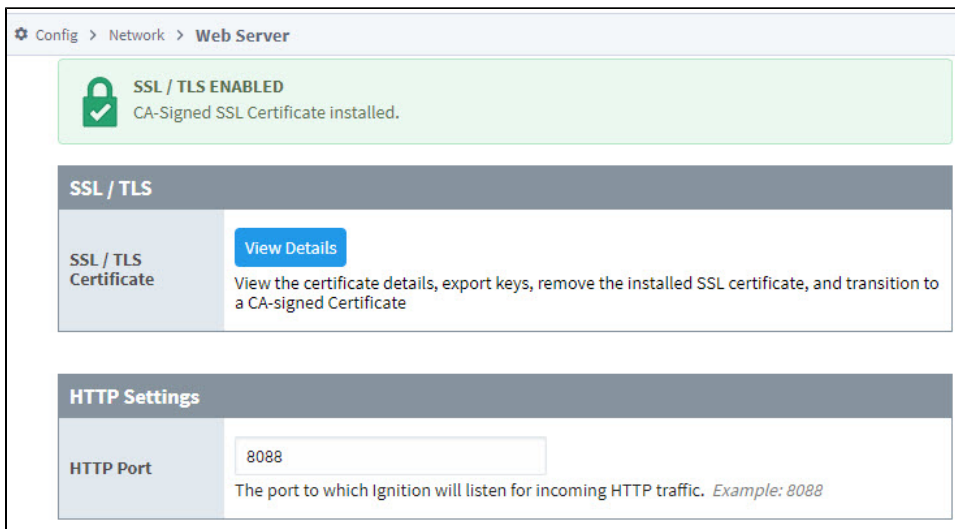 Config > Network > Web Server
SSL / TLS ENABLED
CA-Signed SSL Certificate installed.
SSL / TLS
SSL / TLS
Certificate
View Details
View the certificate details, export keys, remove the installed SSL certificate, and transition to
a CA-signed Certificate
HTTP Settings
HTTP Port
8088
The port to which Ignition will listen for incoming HTTP traffic. Example: 8088